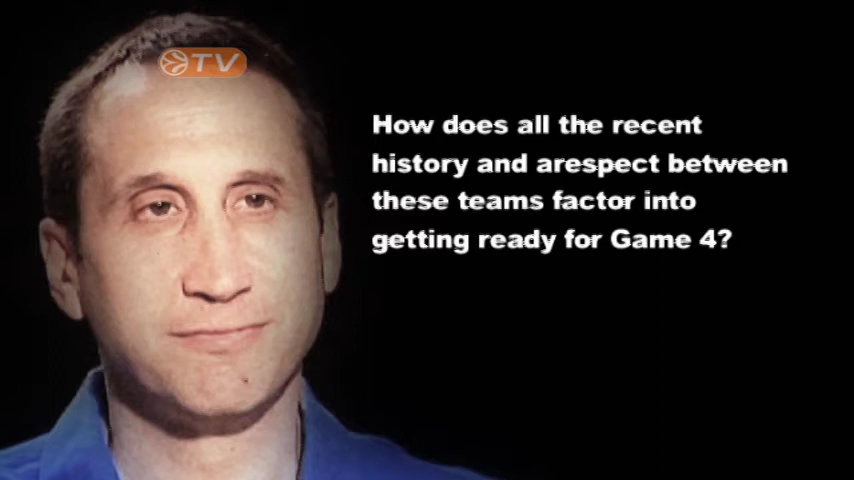 TV
How does all the recent
history and arespect between
these teams factor into
getting ready for Game 4?